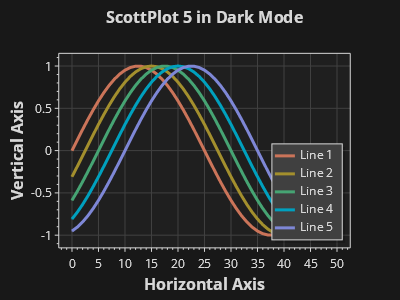 ScottPlot 5 in Dark Mode
Vertical Axis
1
0.5
0
-0.5
-1
Line 1
Line 2
Line 3
Line 4
Line 5
0 5 10 15 20 25 30 35 40 45 50
Horizontal Axis